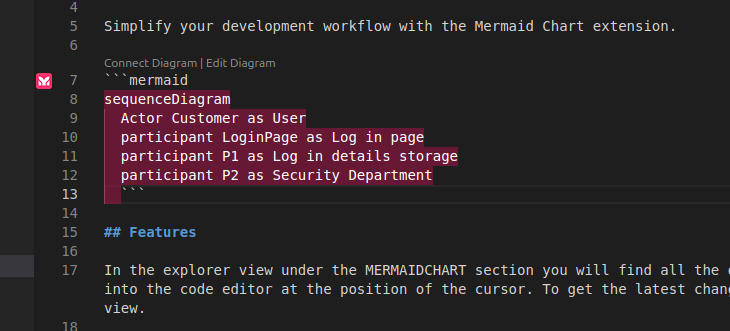 4
5 Simplify your development workflow with the Mermaid Chart extension.
6
Connect Diagram | Edit Diagram
7 ```mermaid
8 sequenceDiagram
9 Actor Customer as User
10 participant LoginPage as Log in page
11 participant P1 as Log in details storage
12 participant P2 as Security Department
13 ```
14
15 ## Features
16
17 In the explorer view under the MERMAIDCHART section you will find all the
into the code editor at the position of the cursor. To get the latest
view.
18